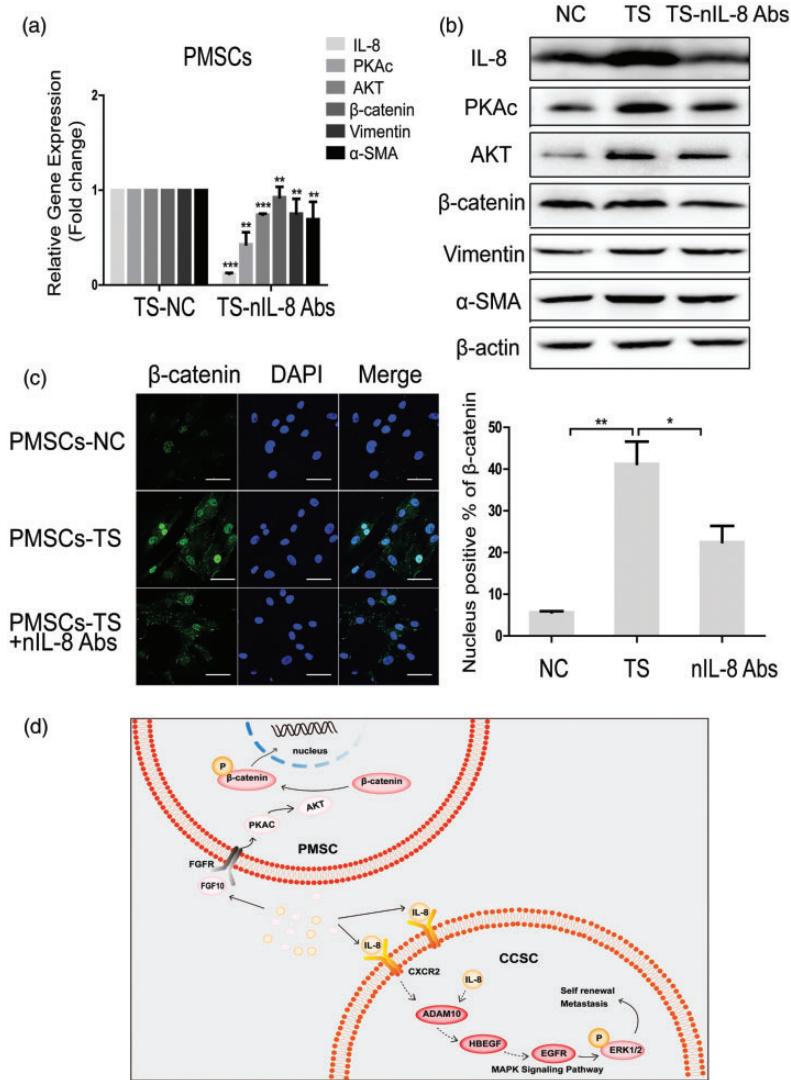 (a)
PMSCs
IL-8
PKAc
AKT
β-catenin
Vimentin
α-SMA
Relative Gene Expression
(Fold change)
2
1
0
*** ** *** ** ** **
TS-NC TS-nIL-8 Abs
(b)
NC TS TS-nIL-8 Abs
IL-8
PKAc
AKT
β-catenin
Vimentin
α-SMA
β-actin
(c)
β-catenin DAPI Merge
PMSCs-NC
PMSCs-TS
PMSCs-TS
+nIL-8 Abs
Nucleus positive % of β-catenin
50
40
30
20
10
0
** *
NC TS nIL-8 Abs
(d)
nucleus
P
β-catenin β-catenin
AKT
PKAC
PMSC
FGFR
FGF10
IL-8
IL-8
CXCR2
CCSC
IL-8
ADAM10
Self renewal
Metastasis
HBEGF
P
EGFR ERK1/2
MAPK Signaling Pathway